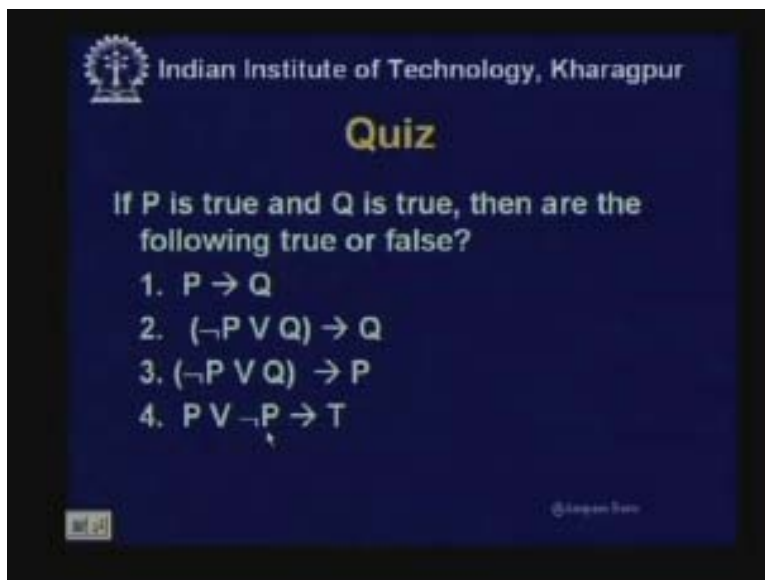 Indian Institute of Technology, Kharagpur
Quiz
If P is true and Q is true, then are the
following true or false?
1. P → Q
2. (¬P V Q) → Q
3. (¬P V Q) → P
4. P V ¬P → T